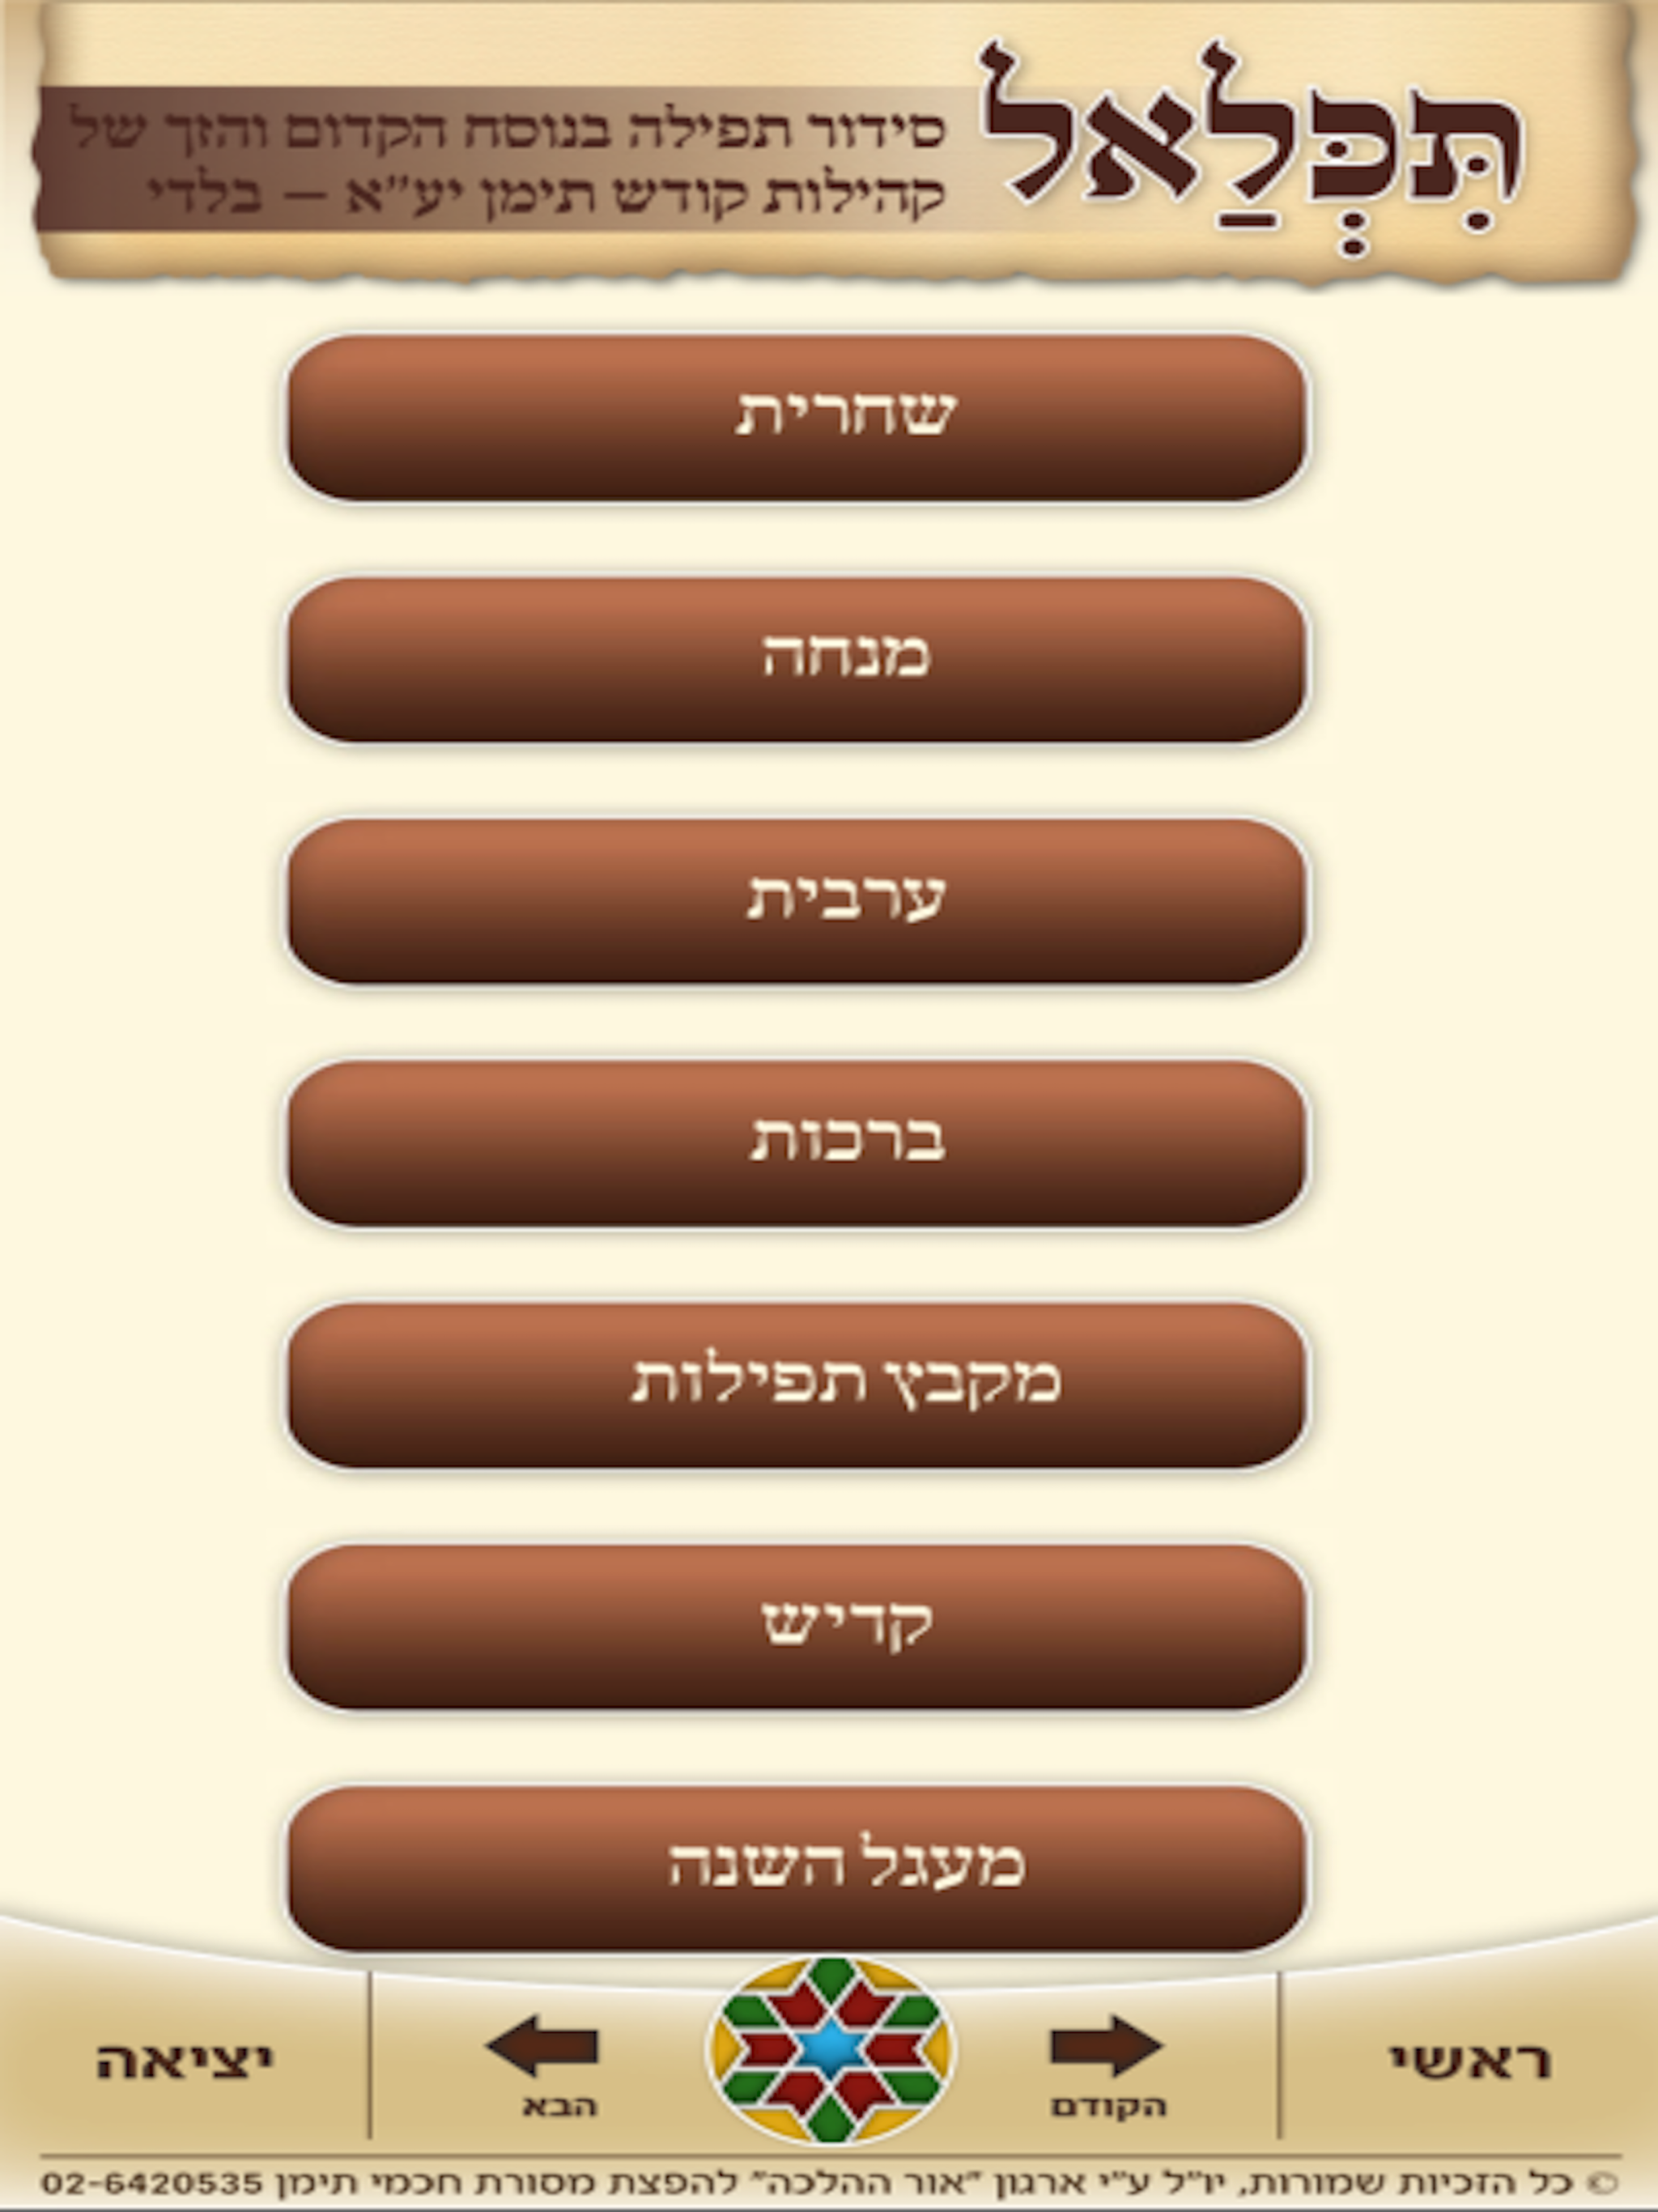 תִּכְּלַאל
סידור תפילה בנוסח הקדום והזך של
קהילות קודש תימן יע״א – בלדי
שחרית
מנחה
ערבית
ברכות
מקבץ תפילות
קדיש
מעגל השנה
ראשי
הקודם
הבא
יציאה
© כל הזכיות שמורות, יו״ל ע״י ארגון ״אור ההלכה״ להפצת מסורת חכמי תימן 02-6420535